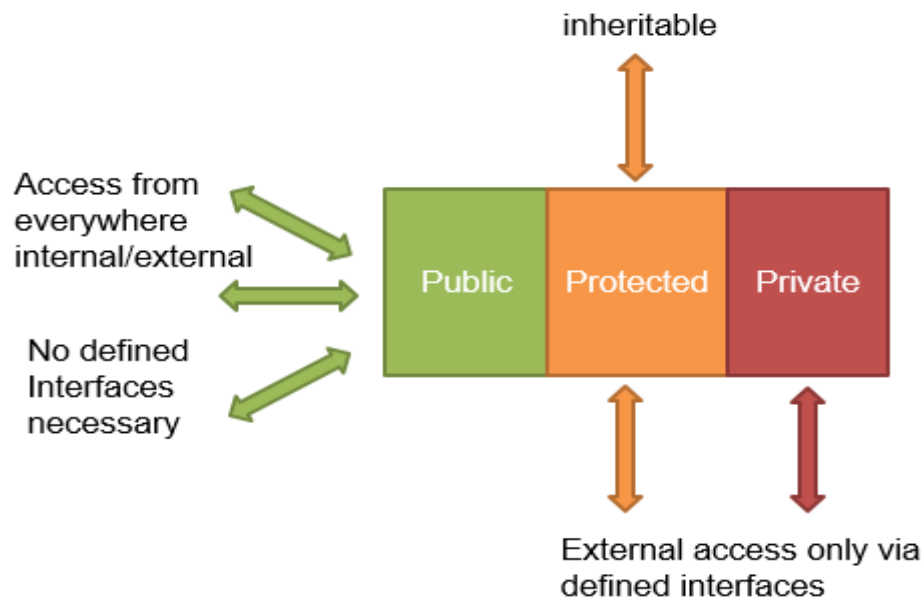 inheritable
Access from
everywhere
internal/external
Public
Protected
Private
No defined
Interfaces
necessary
External access only via
defined interfaces